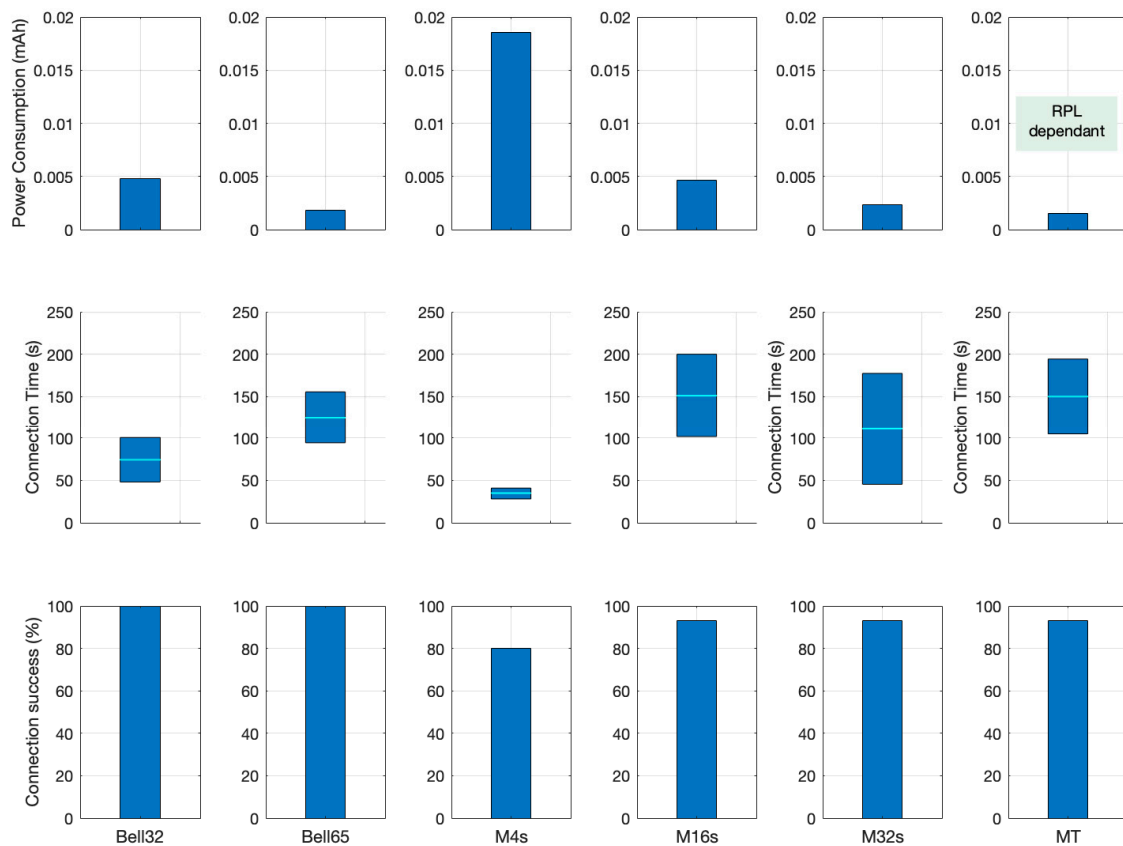 Power Consumption (mAh)
0.02 0.02 0.02 0.02 0.02 0.02
0.015 0.015 0.015 0.015 0.015 0.015
0.01 0.01 0.01 0.01 0.01 0.01
RPL
dependant
0.005 0.005 0.005 0.005 0.005 0.005
0 0 0 0 0 0
Connection Time (s) Connection Time (s) Connection Time (s)
250 250 250 250 250 250
200 200 200 200 200 200
150 150 150 150 150 150
100 100 100 100 100 100
50 50 50 50 50 50
0 0 0 0 0 0
Connection success (%)
100 100 100 100 100 100
80 80 80 80 80 80
60 60 60 60 60 60
40 40 40 40 40 40
20 20 20 20 20 20
0 0 0 0 0 0
Bell32 Bell65 M4s M16s M32s MT